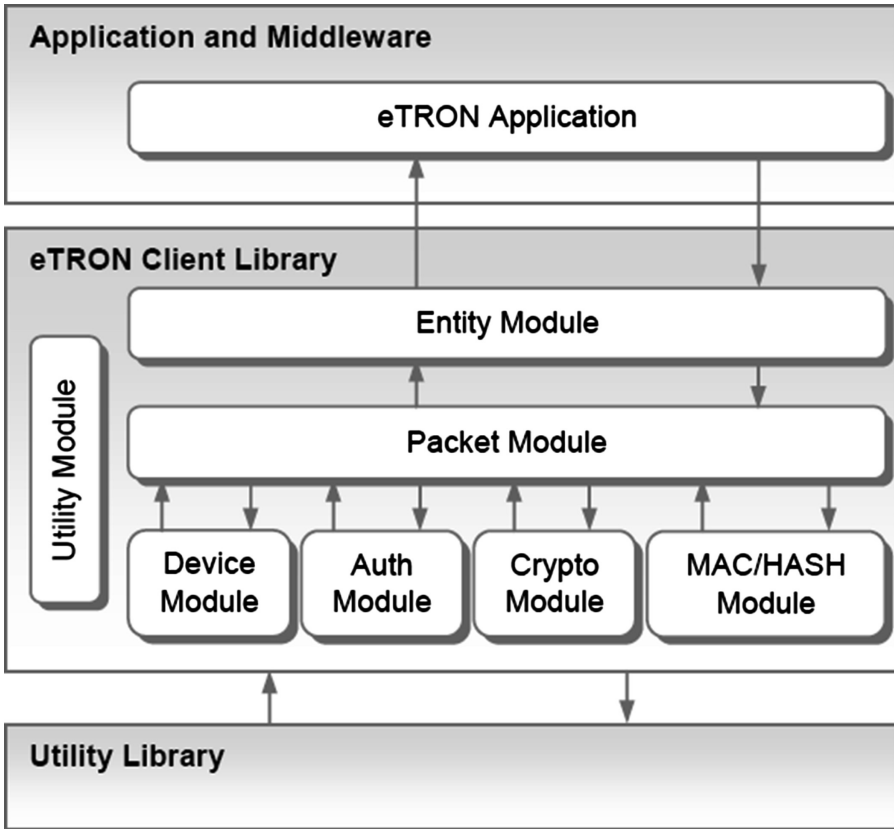 Application and Middleware
eTRON Application
eTRON Client Library
Entity Module
Utility Module
Packet Module
Device
Module
Auth
Module
Crypto
Module
MAC/HASH
Module
Utility Library